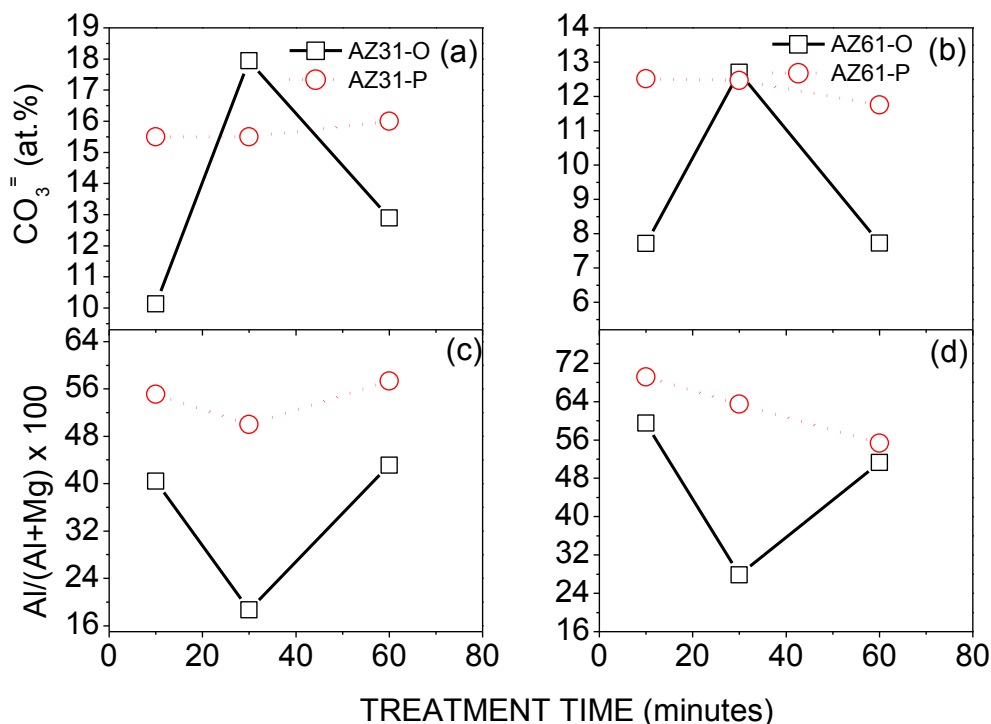 CO₃⁼ (at.%)
19
18
17
16
15
14
13
12
11
10
AZ31-O
AZ31-P
(a)
14
13
12
11
10
9
8
7
6
AZ61-O
AZ61-P
(b)
Al/(Al+Mg) x 100
64
56
48
40
32
24
16
(c)
72
64
56
48
40
32
24
16
(d)
0 20 40 60 80
0 20 40 60 80
TREATMENT TIME (minutes)